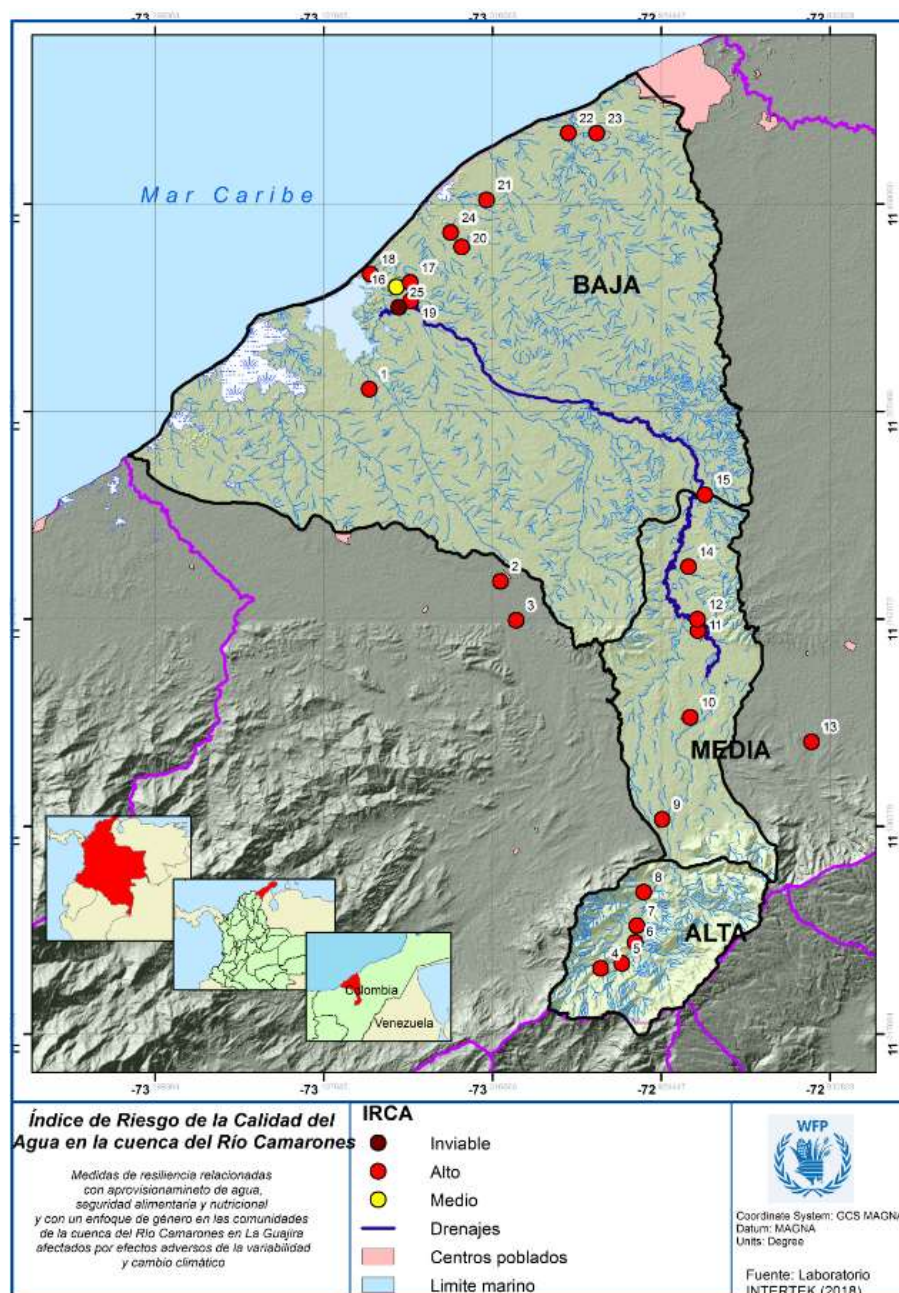 Mar Caribe
22
23
21
24
20
18
17
16
25
19
BAJA
1
15
2
14
3
12
11
10
13
MEDIA
9
8
7
6
ALTA
5
4
Colombia
Venezuela
Índice de Riesgo de la Calidad del
Agua en la cuenca del Río Camarones
Medidas de resiliencia relacionadas
con aprovisionamineto de agua,
seguridad alimentaria y nutricional
y con un enfoque de género en las comunidades
de la cuenca del Río Camarones en La Guajira
afectados por efectos adversos de la variabilidad
y cambio climático
IRCA
Inviable
Alto
Medio
Drenajes
Centros poblados
Limite marino
WFP
Coordinate System: GCS MAGNA
Datum: MAGNA
Units: Degree
Fuente: Laboratorio
INTERTEK (2018)